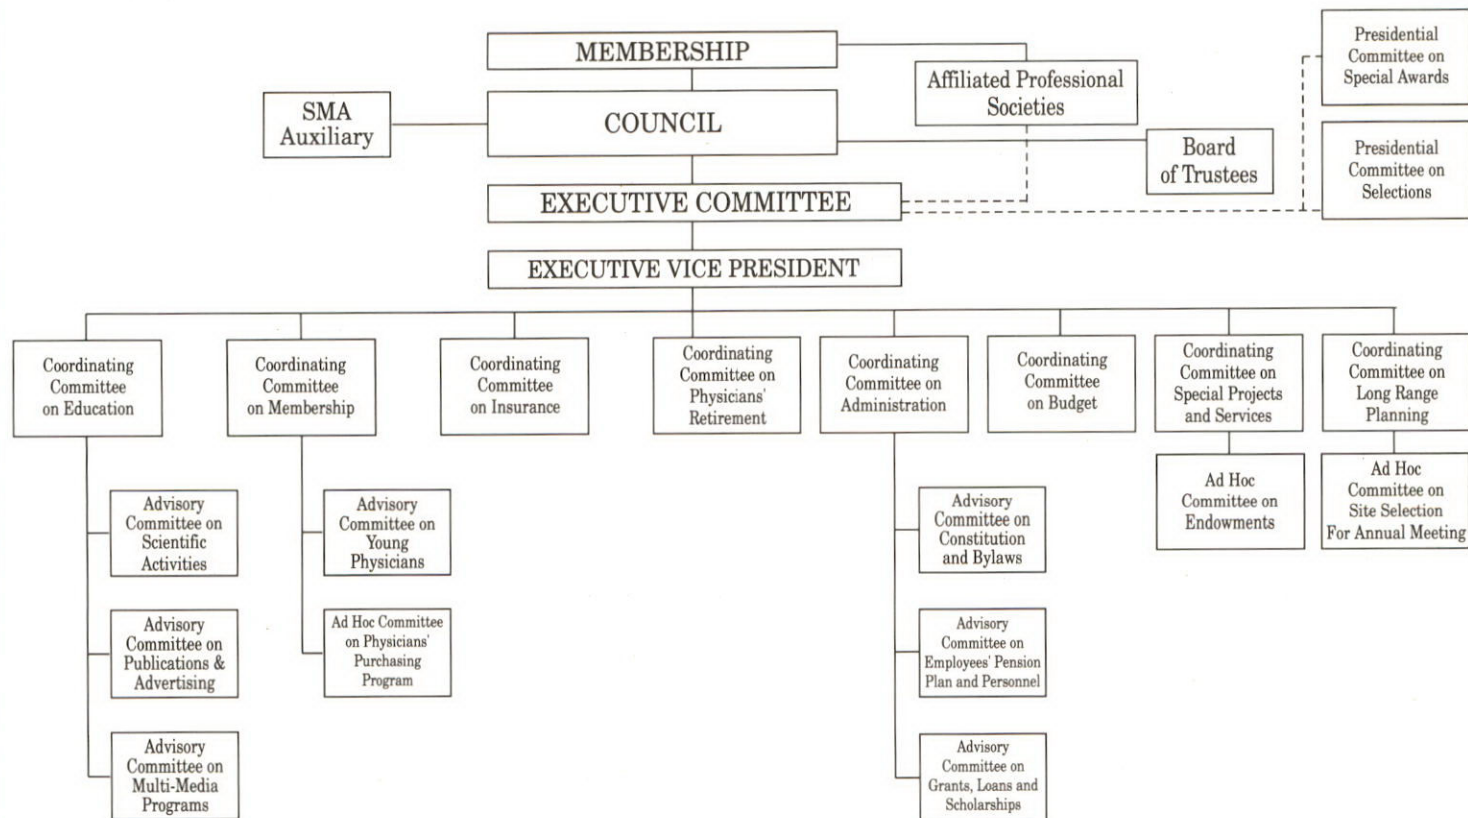 MEMBERSHIP
Affiliated Professional
Societies
Presidential
Committee on
Special Awards
SMA
Auxiliary
COUNCIL
Board
of Trustees
Presidential
Committee on
Selections
EXECUTIVE COMMITTEE
EXECUTIVE VICE PRESIDENT
Coordinating
Committee
on Education
Coordinating
Committee
on Membership
Coordinating
Committee
on Insurance
Coordinating
Committee on
Physicians'
Retirement
Coordinating
Committee on
Administration
Coordinating
Committee
on Budget
Coordinating
Committee on
Special Projects
and Services
Coordinating
Committee on
Long Range
Planning
Advisory
Committee on
Scientific
Activities
Advisory
Committee on
Publications &
Advertising
Advisory
Committee on
Multi-Media
Programs
Advisory
Committee on
Young
Physicians
Ad Hoc Committee
on Physicians'
Purchasing
Program
Advisory
Committee on
Constitution
and Bylaws
Advisory
Committee on
Employees' Pension
Plan and Personnel
Advisory
Committee on
Grants, Loans and
Scholarships
Ad Hoc
Committee on
Endowments
Ad Hoc
Committee on
Site Selection
For Annual Meeting